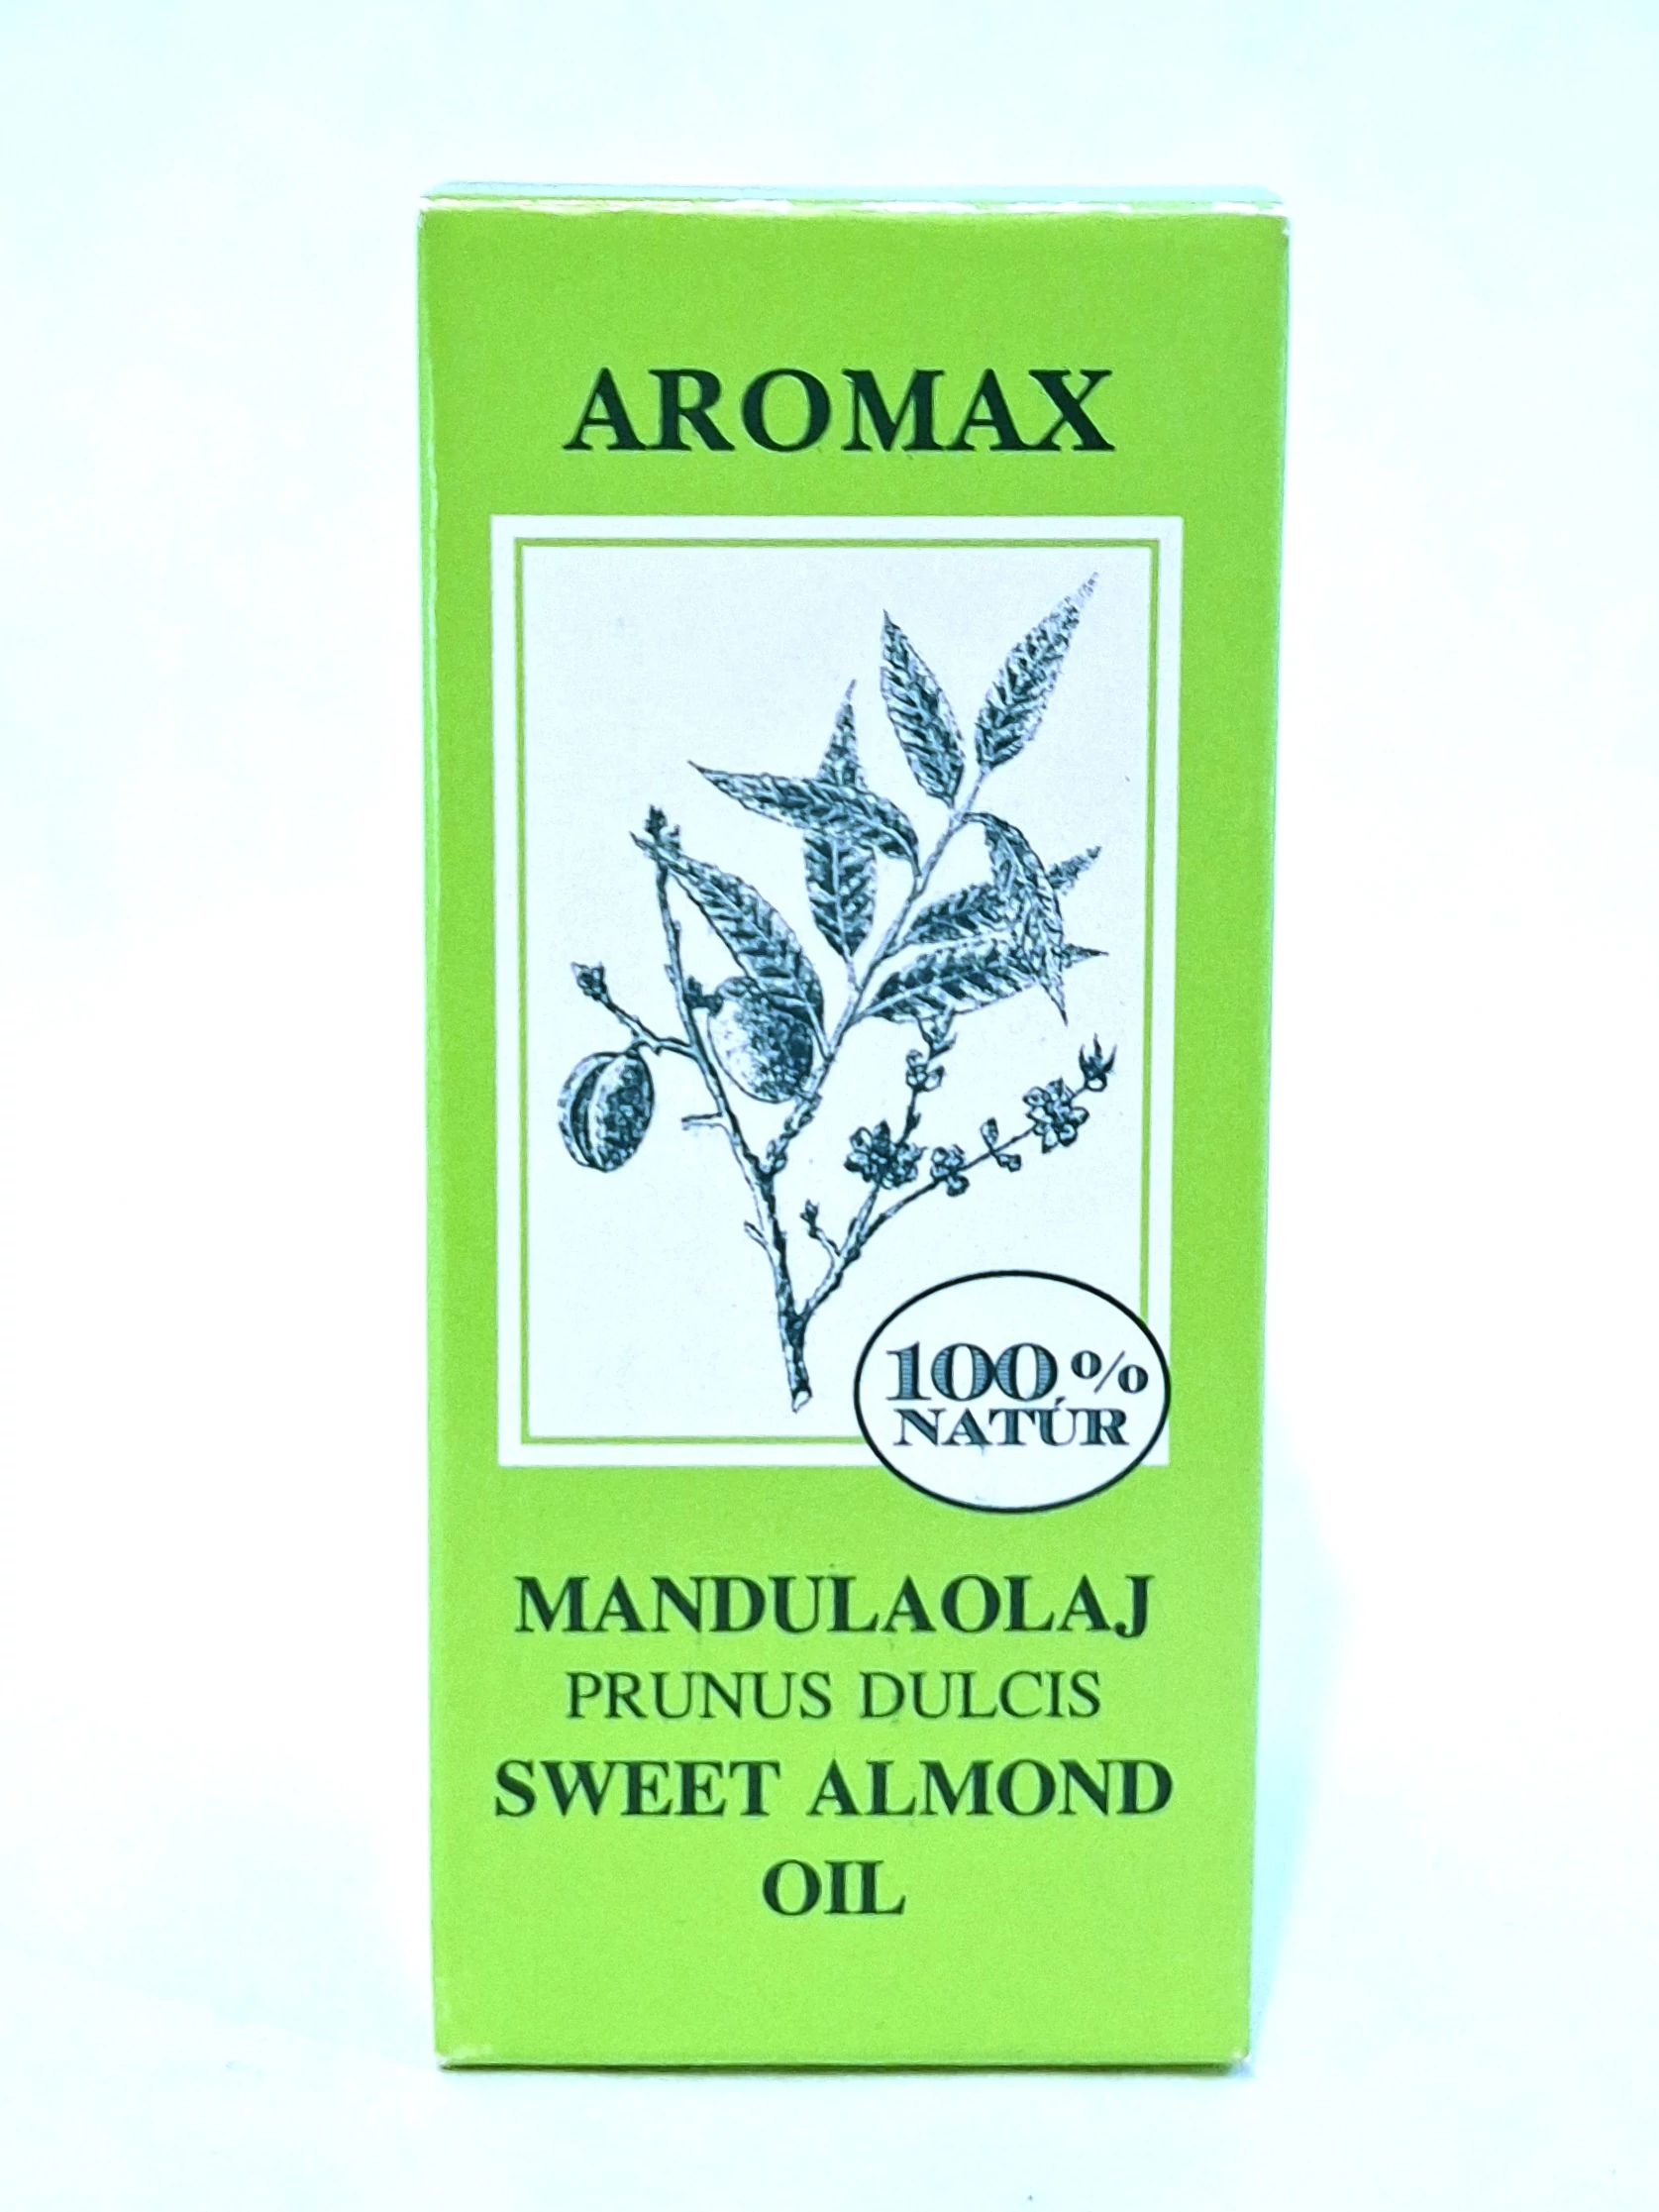 AROMAX
100%
NATÚR
MANDULAOLAJ
PRUNUS DULCIS
SWEET ALMOND
OIL